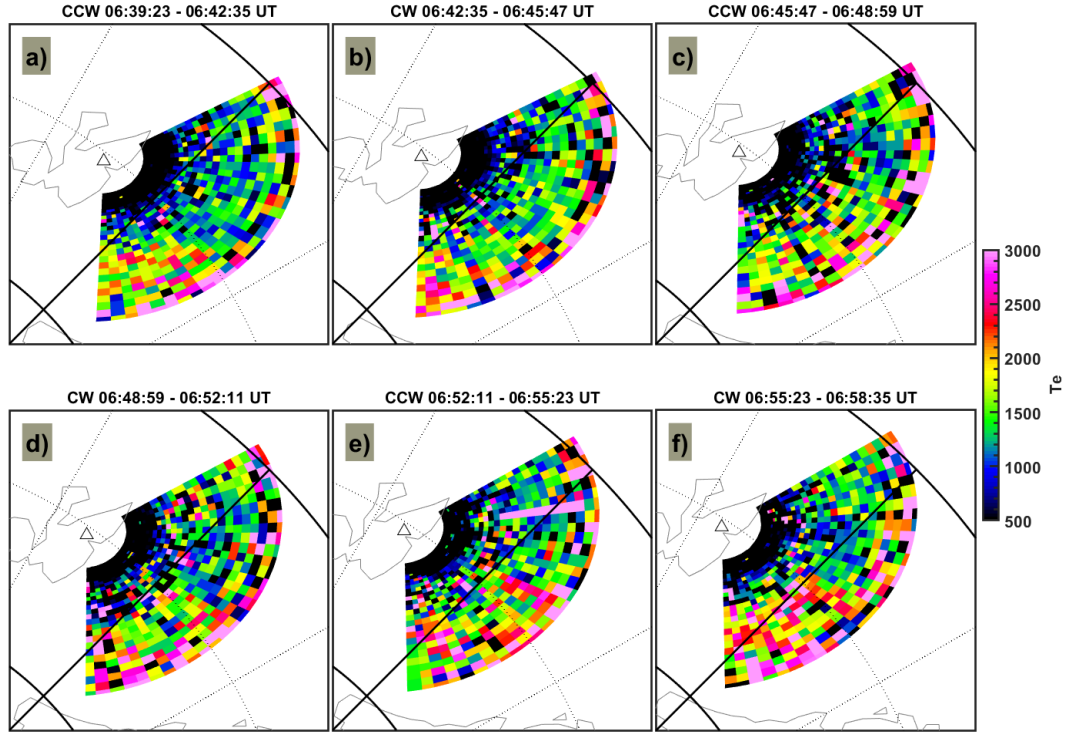 CCW 06:39:23 - 06:42:35 UT
CW 06:42:35 - 06:45:47 UT
CCW 06:45:47 - 06:48:59 UT
a)
b)
c)
3000
2500
2000
1500
1000
500
Te
CW 06:48:59 - 06:52:11 UT
CCW 06:52:11 - 06:55:23 UT
CW 06:55:23 - 06:58:35 UT
d)
e)
f)